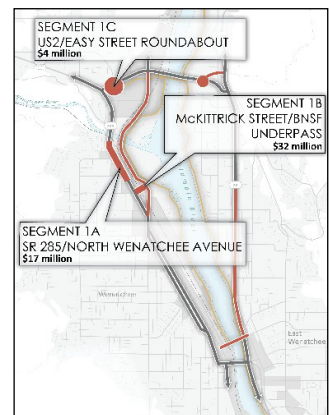 SEGMENT 1C
US2/EASY STREET ROUNDABOUT
$4 million
SEGMENT 1B
McKITTRICK STREET/BNSF
UNDERPASS
$32 million
SEGMENT 1A
SR 285/NORTH WENATCHEE AVENUE
$17 million
Wenatchee
East
Wenatchee